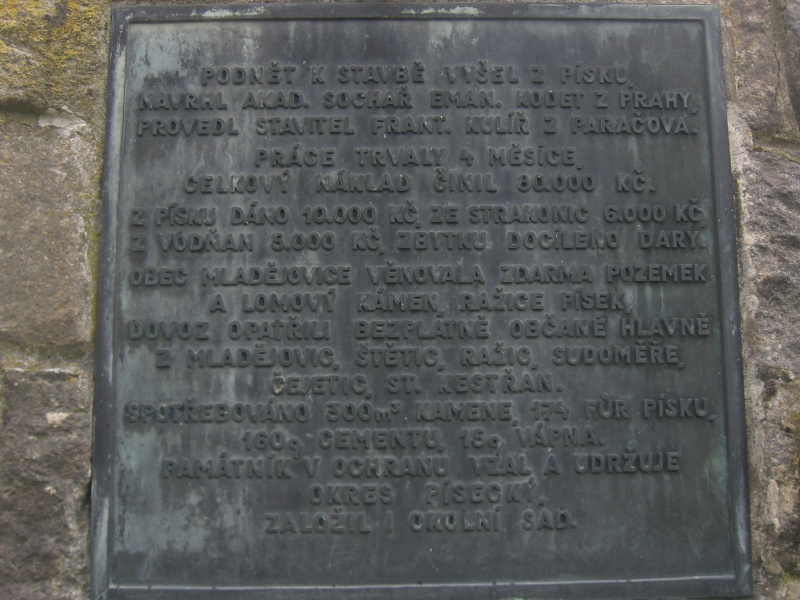 PODNĚT K STAVBĚ VYŠEL Z PÍSKU,
NAVRHL AKAD. SOCHAŘ EMAN. KODET Z PRAHY,
PROVEDL STAVITEL FRANT. KULÍŘ Z PARAČOVA.
PRÁCE TRVALY 4 MĚSÍCE,
CELKOVÝ NÁKLAD ČINIL 80.000 KČ.
Z PÍSKU DÁNO 10.000 KČ, ZE STRAKONIC 6.000 KČ
Z VODŇAN 5.000 KČ, ZBYTKU DOCÍLENO DARY.
OBEC MLADĚJOVICE VĚNOVALA ZDARMA POZEMEK
A LOMOVÝ KÁMEN, RAŽICE PÍSEK,
DOVOZ OPATŘILI BEZPLATNĚ OBČANÉ HLAVNĚ
Z MLADĚJOVIC, ŠTĚTIC, RAŽIC, SUDOMĚŘE,
ČEJETIC, ST. KESTŘAN.
SPOTŘEBOVÁNO 300m³ KAMENE, 174 FŮR PÍSKU,
160q CEMENTU, 15q VÁPNA.
PAMÁTNÍK V OCHRANU VZAL A UDRŽUJE
OKRES PÍSECKÝ,
ZALOŽIL I OKOLNÍ SAD.